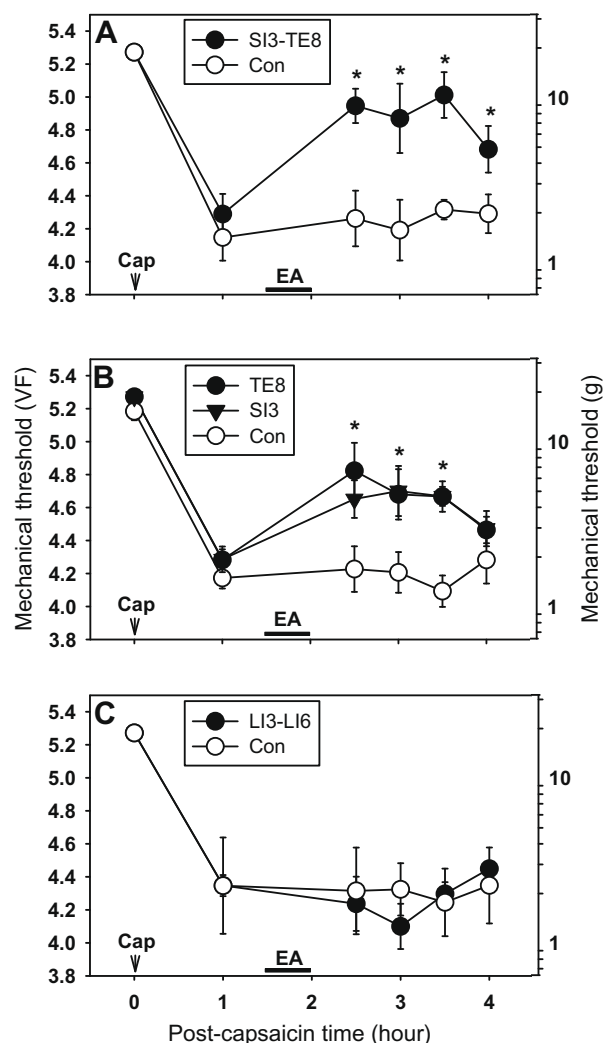 A
SI3-TE8
Con
5.4
5.2
5.0
4.8
4.6
4.4
4.2
4.0
3.8
10
1
* * * *
Cap
EA
B
TE8
SI3
Con
5.4
5.2
5.0
4.8
4.6
4.4
4.2
4.0
3.8
10
1
* * *
Cap
EA
Mechanical threshold (VF)
Mechanical threshold (g)
C
LI3-LI6
Con
5.4
5.2
5.0
4.8
4.6
4.4
4.2
4.0
3.8
10
1
Cap
EA
0 1 2 3 4
Post-capsaicin time (hour)